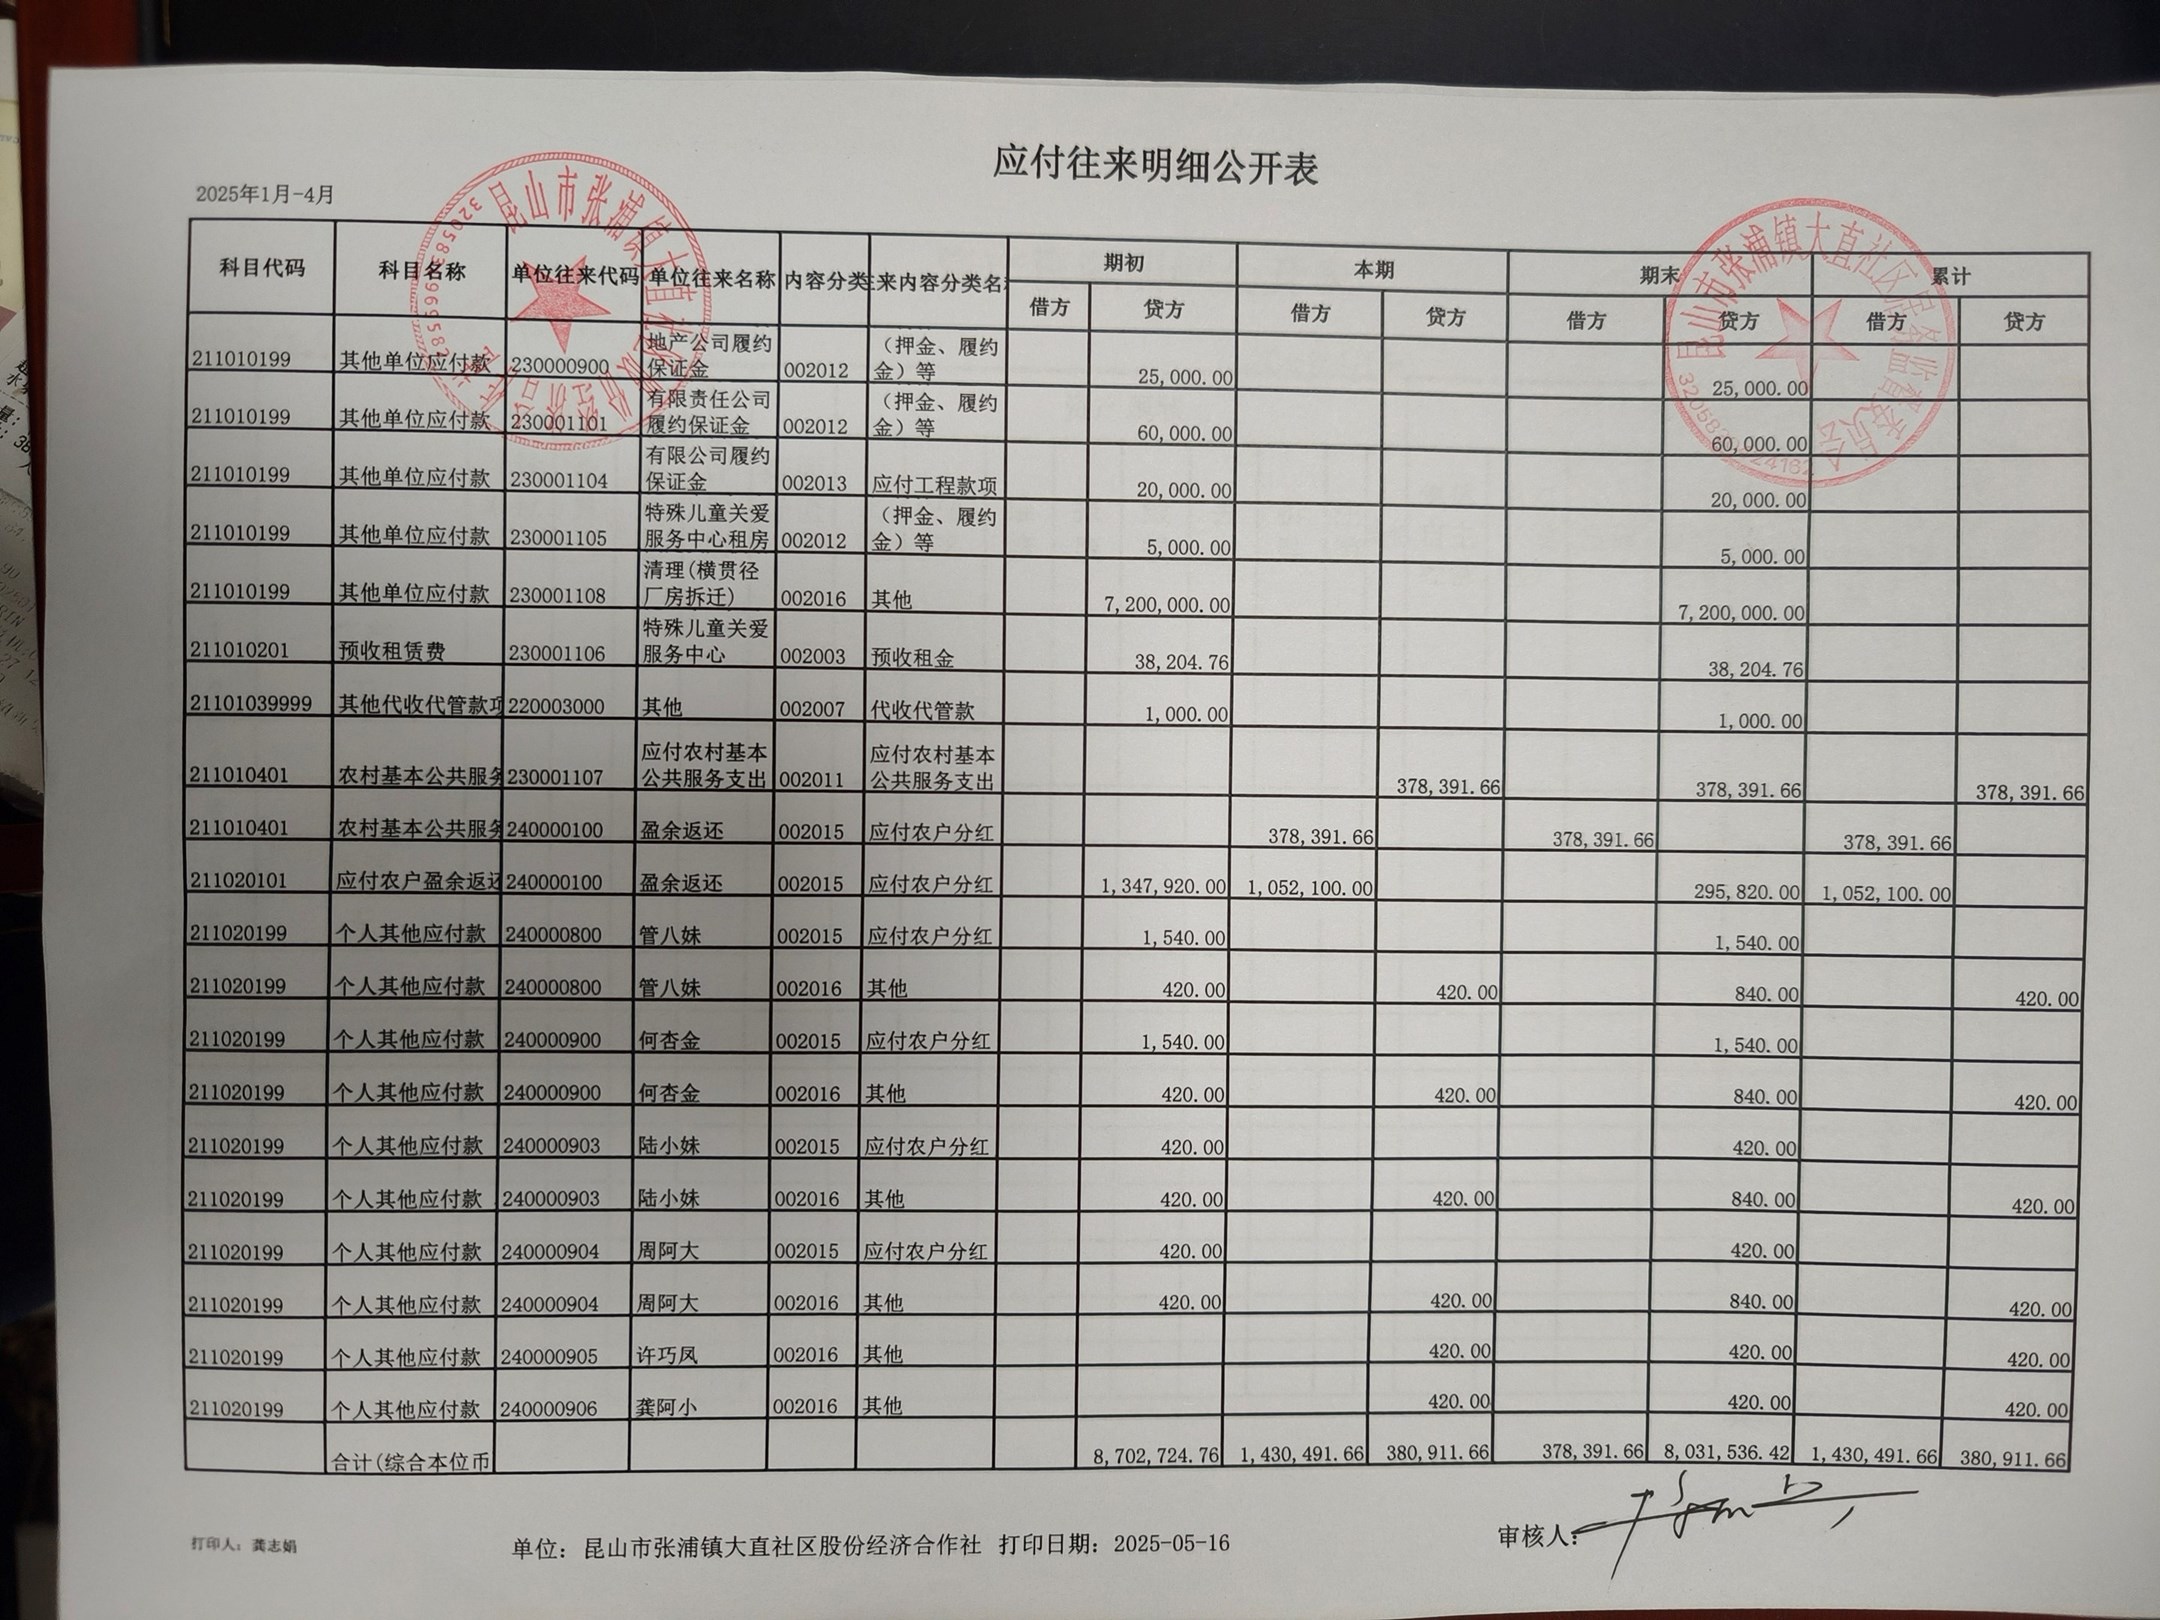 应付往来明细公开表
2025年1月-4月
科目代码 科目名称 单位往来代码 单位往来名称 内容分类 来内容分类名 期初 本期 期末 累计
借方 贷方 借方 贷方 借方 贷方 借方 贷方
211010199 其他单位应付款 230000900 地产公司履约保证金 002012 （押金、履约金）等 25,000.00 25,000.00
211010199 其他单位应付款 230001101 有限责任公司履约保证金 002012 （押金、履约金）等 60,000.00 60,000.00
211010199 其他单位应付款 230001104 有限公司履约保证金 002013 应付工程款项 20,000.00 20,000.00
211010199 其他单位应付款 230001105 特殊儿童关爱服务中心租房 002012 （押金、履约金）等 5,000.00 5,000.00
211010199 其他单位应付款 230001108 清理(横贯径厂房拆迁) 002016 其他 7,200,000.00 7,200,000.00
211010201 预收租赁费 230001106 特殊儿童关爱服务中心 002003 预收租金 38,204.76 38,204.76
21101039999 其他代收代管款项 220003000 其他 002007 代收代管款 1,000.00 1,000.00
211010401 农村基本公共服务 230001107 应付农村基本公共服务支出 002011 应付农村基本公共服务支出 378,391.66 378,391.66 378,391.66
211010401 农村基本公共服务 240000100 盈余返还 002015 应付农户分红 378,391.66 378,391.66 378,391.66
211020101 应付农户盈余返还 240000100 盈余返还 002015 应付农户分红 1,347,920.00 1,052,100.00 295,820.00 1,052,100.00
211020199 个人其他应付款 240000800 管八妹 002015 应付农户分红 1,540.00 1,540.00
211020199 个人其他应付款 240000800 管八妹 002016 其他 420.00 420.00 840.00 420.00
211020199 个人其他应付款 240000900 何杏金 002015 应付农户分红 1,540.00 1,540.00
211020199 个人其他应付款 240000900 何杏金 002016 其他 420.00 420.00 840.00 420.00
211020199 个人其他应付款 240000903 陆小妹 002015 应付农户分红 420.00 420.00
211020199 个人其他应付款 240000903 陆小妹 002016 其他 420.00 420.00 840.00 420.00
211020199 个人其他应付款 240000904 周阿大 002015 应付农户分红 420.00 420.00
211020199 个人其他应付款 240000904 周阿大 002016 其他 420.00 420.00 840.00 420.00
211020199 个人其他应付款 240000905 许巧凤 002016 其他 420.00 420.00 420.00
211020199 个人其他应付款 240000906 龚阿小 002016 其他 420.00 420.00 420.00
合计(综合本位币 8,702,724.76 1,430,491.66 380,911.66 378,391.66 8,031,536.42 1,430,491.66 380,911.66
打印人：龚志娟 单位：昆山市张浦镇大直社区股份经济合作社 打印日期：2025-05-16 审核人：
昆山市张浦镇大直社区股份经济合作社
昆山市张浦镇大直社区居务监督委员会